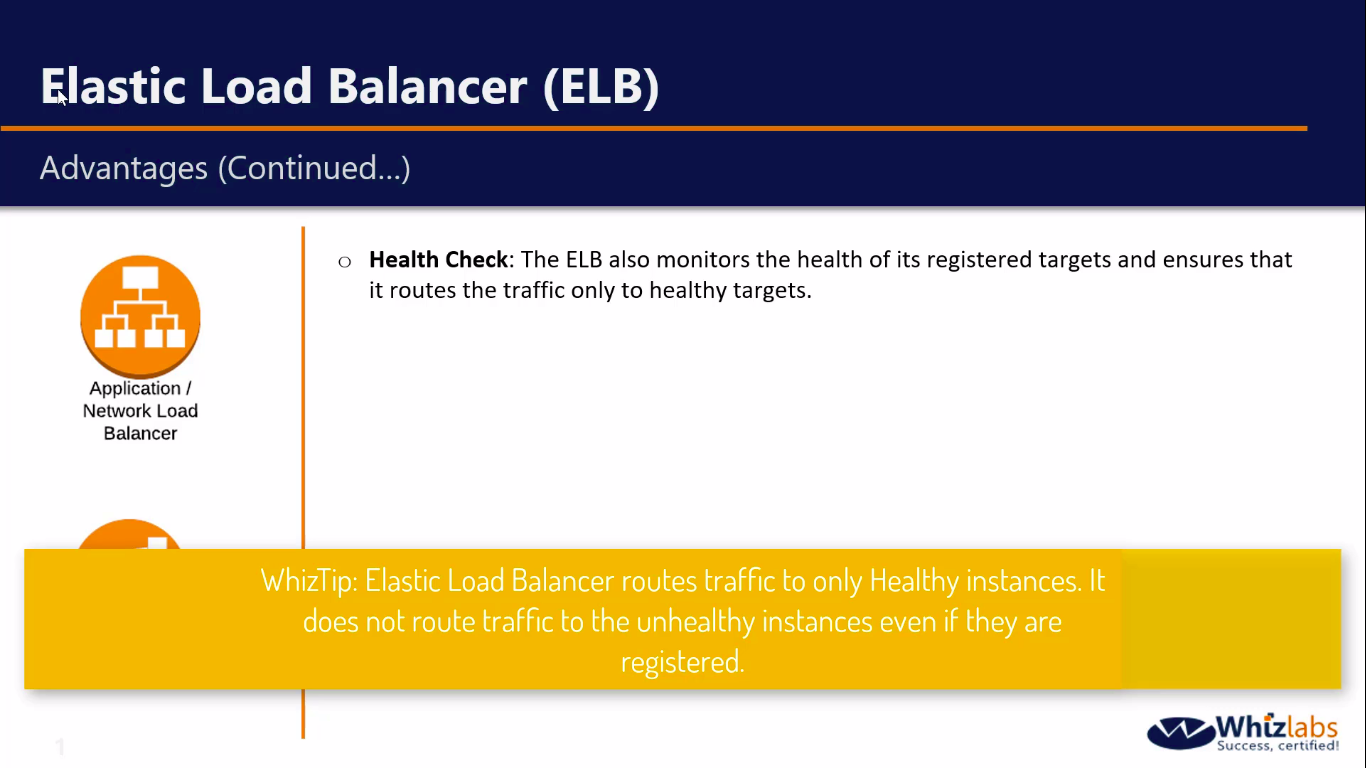 Elastic Load Balancer (ELB)
Advantages (Continued...)
o Health Check: The ELB also monitors the health of its registered targets and ensures that
it routes the traffic only to healthy targets.
Application /
Network Load
Balancer
WhizTip: Elastic Load Balancer routes traffic to only Healthy instances. It
does not route traffic to the unhealthy instances even if they are
registered.
1
Whizlabs
Success, certified!